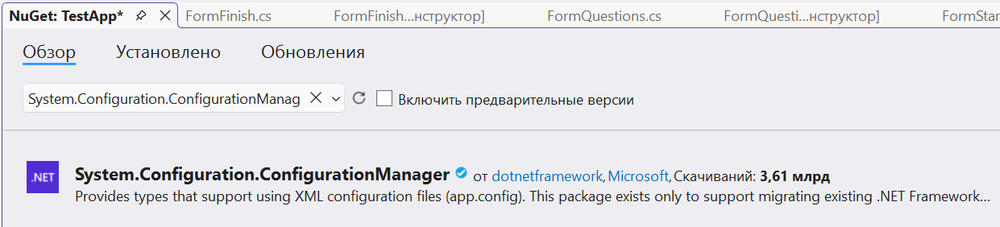 NuGet: TestApp* FormFinish.cs FormFinish...нструктор] FormQuestions.cs FormQuesti...нструктор] FormStar
Обзор Установлено Обновления
System.Configuration.ConfigurationManag Включить предварительные версии
.NET System.Configuration.ConfigurationManager от dotnetframework, Microsoft, Скачиваний: 3,61 млрд
Provides types that support using XML configuration files (app.config). This package exists only to support migrating existing .NET Framework...